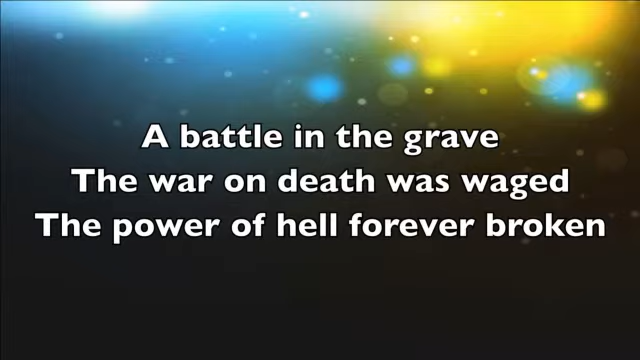 A battle in the grave
The war on death was waged
The power of hell forever broken